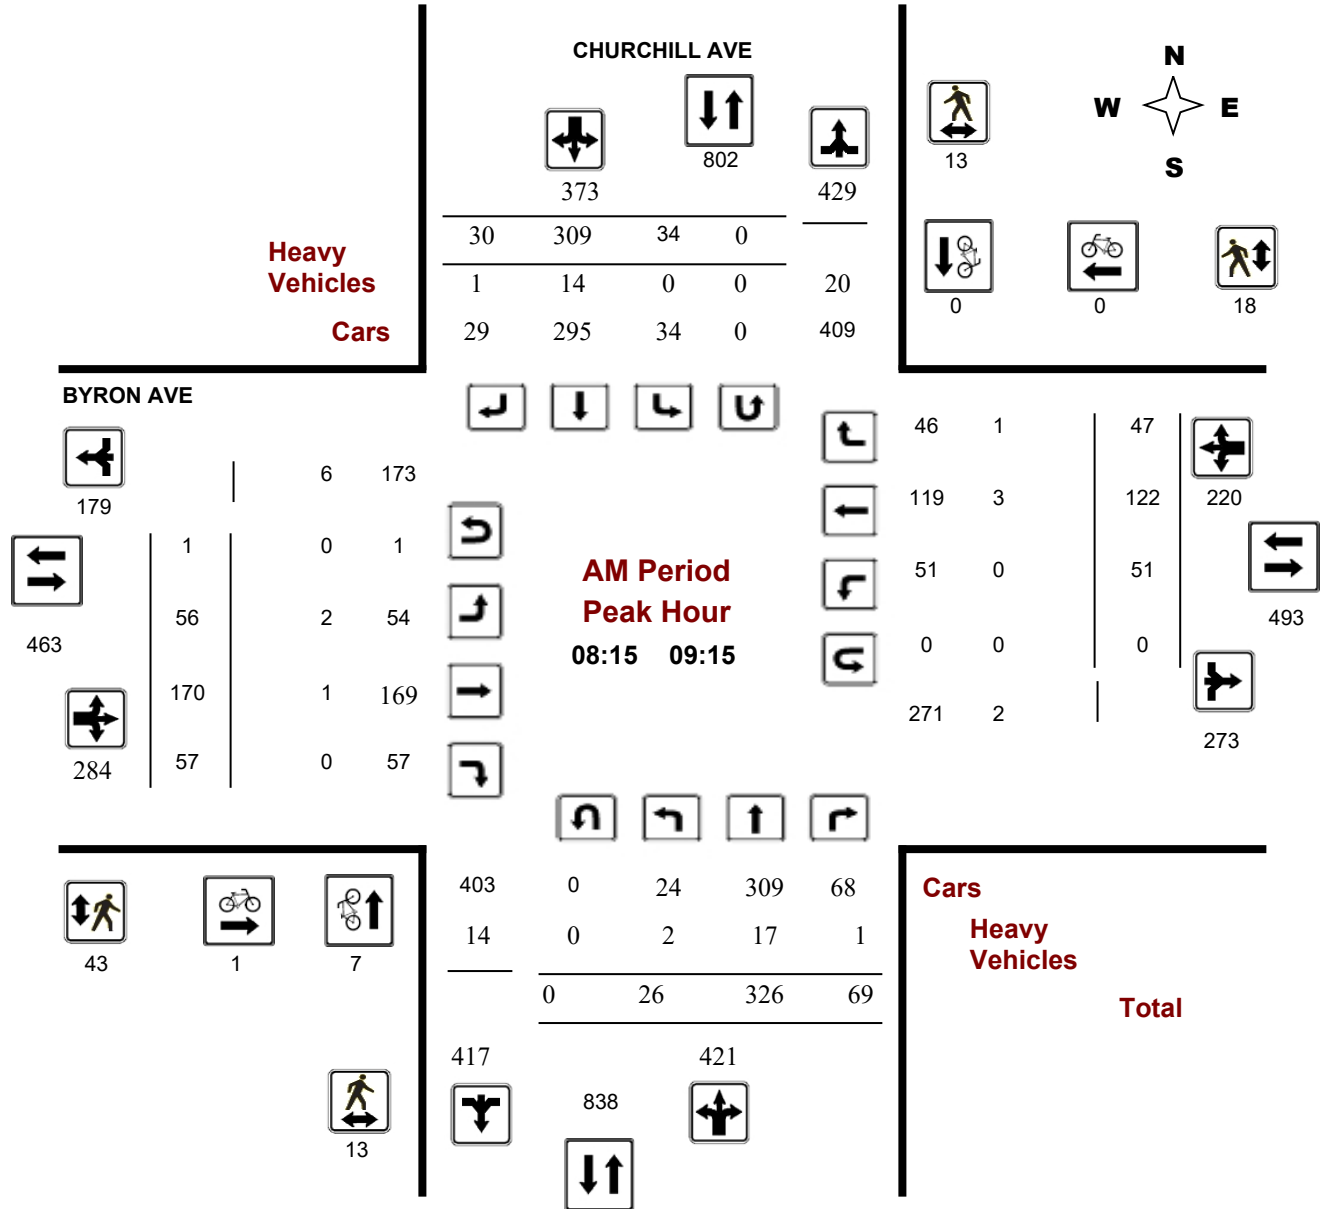 CHURCHILL AVE
N
W E
S
802
13
373
429
30 309 34 0
Heavy
Vehicles
1 14 0 0 20
0 0 18
Cars
29 295 34 0 409
BYRON AVE
46 1 47
6 173
179
119 3 122 220
1 0 1
AM Period
51 0 51
Peak Hour
56 2 54
493
463
08:15 09:15
0 0 0
170 1 169
271 2
273
57 0 57
284
403 0 24 309 68
Cars
14 0 2 17 1
Heavy
Vehicles
43 1 7
0 26 326 69
Total
417 421
838
13